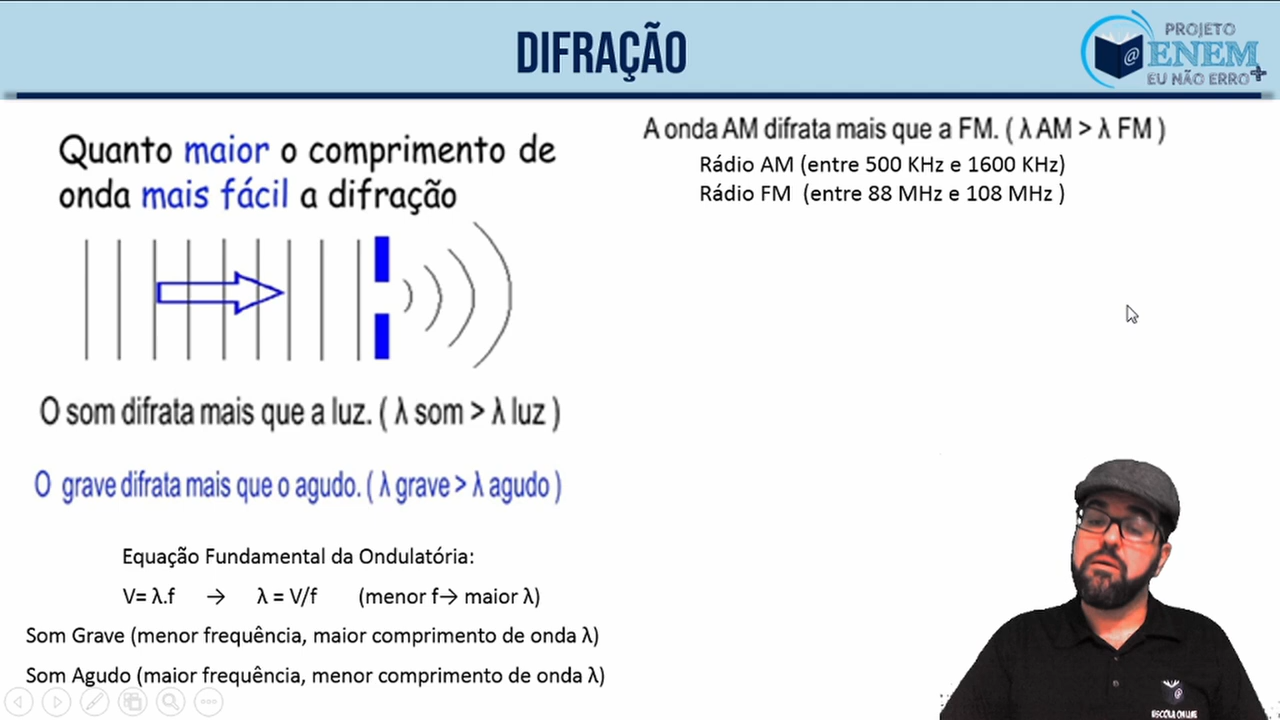 DIFRAÇÃO
PROJETO
@ENEM
EU NÃO ERRO+
Quanto maior o comprimento de
onda mais fácil a difração
O som difrata mais que a luz. ( λ som > λ luz )
O grave difrata mais que o agudo. ( λ grave > λ agudo )
Equação Fundamental da Ondulatória:
V= λ.f → λ = V/f (menor f→ maior λ)
Som Grave (menor frequência, maior comprimento de onda λ)
Som Agudo (maior frequência, menor comprimento de onda λ)
A onda AM difrata mais que a FM. ( λ AM > λ FM )
Rádio AM (entre 500 KHz e 1600 KHz)
Rádio FM (entre 88 MHz e 108 MHz )
@
ESCOLA ONLINE